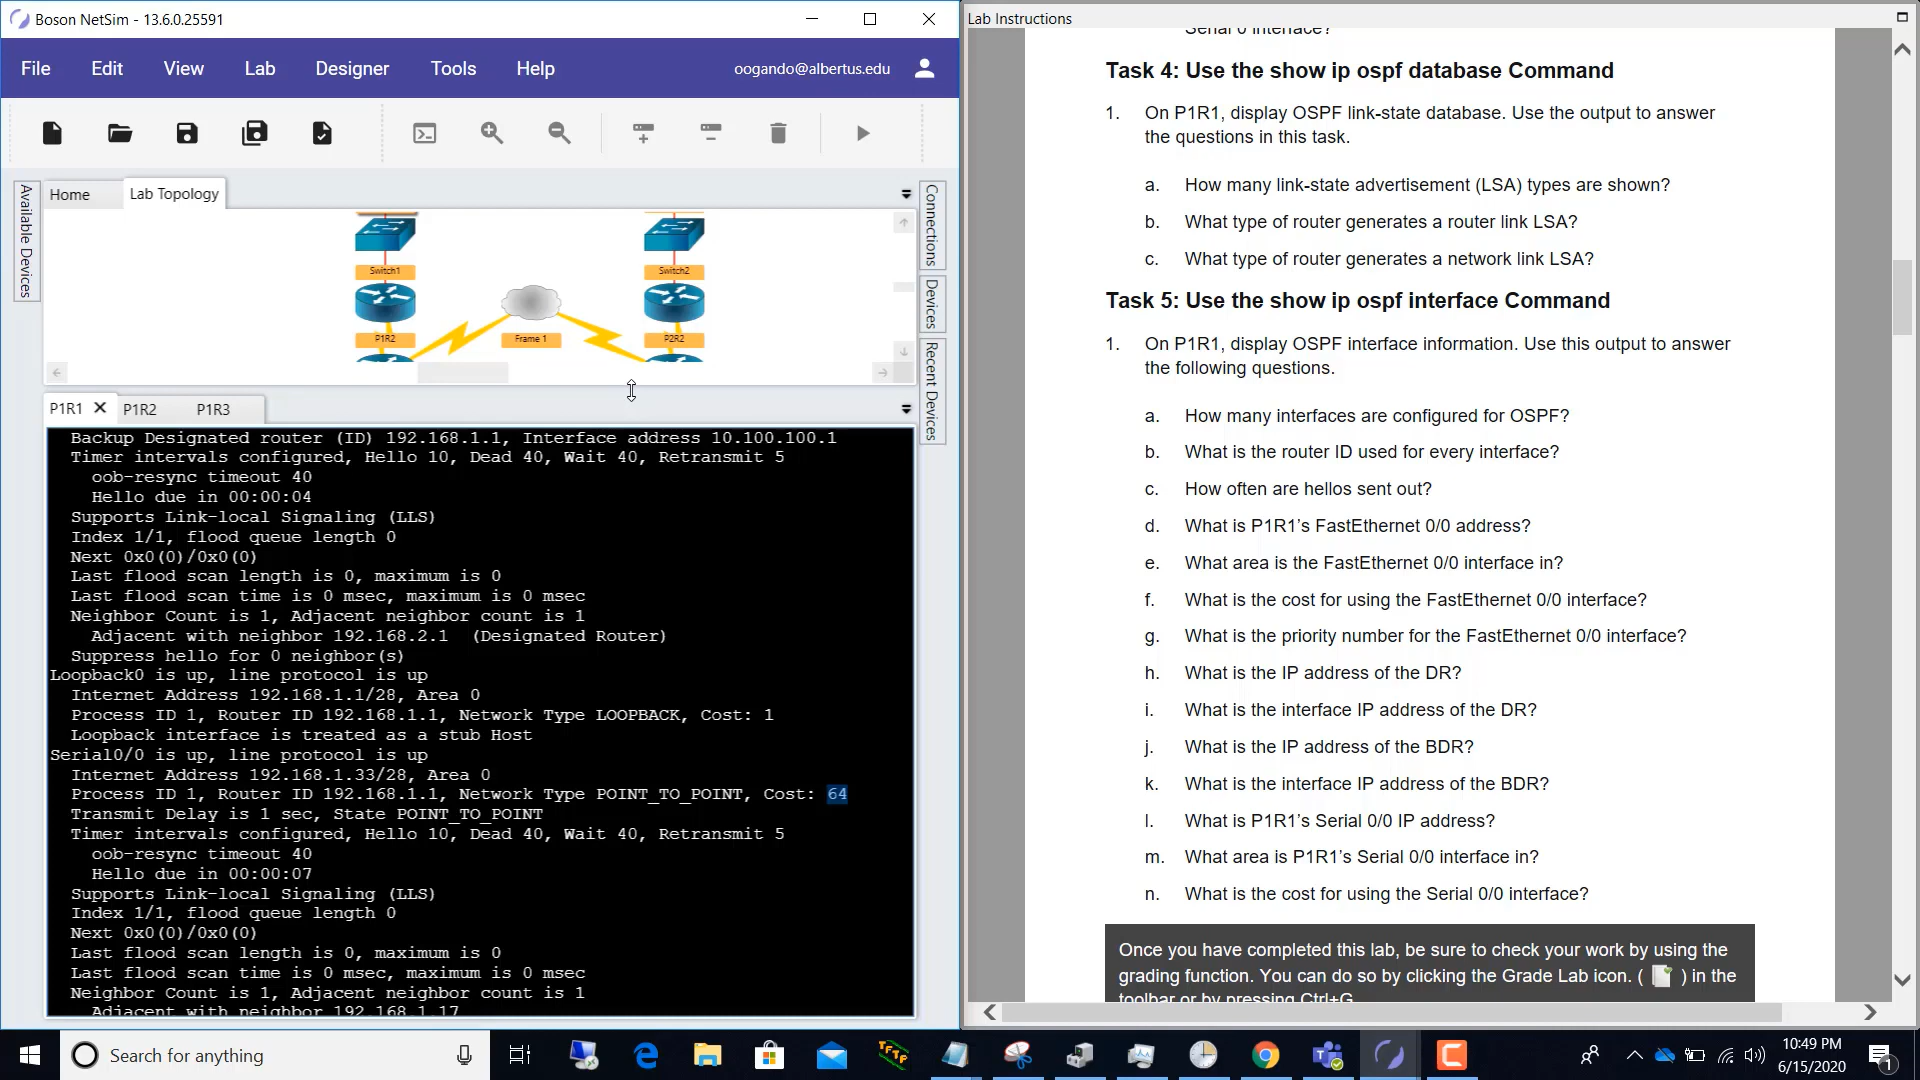 Boson NetSim - 13.6.0.25591
File Edit View Lab Designer Tools Help oogando@albertus.edu
Available Devices
Home Lab Topology
Switch1 Switch2
P1R2 Frame 1 P2R2
Connections
Devices
Recent Devices
P1R1 P1R2 P1R3
Backup Designated router (ID) 192.168.1.1, Interface address 10.100.100.1
Timer intervals configured, Hello 10, Dead 40, Wait 40, Retransmit 5
oob-resync timeout 40
Hello due in 00:00:04
Supports Link-local Signaling (LLS)
Index 1/1, flood queue length 0
Next 0x0(0)/0x0(0)
Last flood scan length is 0, maximum is 0
Last flood scan time is 0 msec, maximum is 0 msec
Neighbor Count is 1, Adjacent neighbor count is 1
Adjacent with neighbor 192.168.2.1 (Designated Router)
Suppress hello for 0 neighbor(s)
Loopback0 is up, line protocol is up
Internet Address 192.168.1.1/28, Area 0
Process ID 1, Router ID 192.168.1.1, Network Type LOOPBACK, Cost: 1
Loopback interface is treated as a stub Host
Serial0/0 is up, line protocol is up
Internet Address 192.168.1.33/28, Area 0
Process ID 1, Router ID 192.168.1.1, Network Type POINT_TO_POINT, Cost: 64
Transmit Delay is 1 sec, State POINT_TO_POINT
Timer intervals configured, Hello 10, Dead 40, Wait 40, Retransmit 5
oob-resync timeout 40
Hello due in 00:00:07
Supports Link-local Signaling (LLS)
Index 1/1, flood queue length 0
Next 0x0(0)/0x0(0)
Last flood scan length is 0, maximum is 0
Last flood scan time is 0 msec, maximum is 0 msec
Neighbor Count is 1, Adjacent neighbor count is 1
Adjacent with neighbor 192.168.1.17
Lab Instructions
Serial 0 interface?
Task 4: Use the show ip ospf database Command
1. On P1R1, display OSPF link-state database. Use the output to answer
the questions in this task.
a. How many link-state advertisement (LSA) types are shown?
b. What type of router generates a router link LSA?
c. What type of router generates a network link LSA?
Task 5: Use the show ip ospf interface Command
1. On P1R1, display OSPF interface information. Use this output to answer
the following questions.
a. How many interfaces are configured for OSPF?
b. What is the router ID used for every interface?
c. How often are hellos sent out?
d. What is P1R1’s FastEthernet 0/0 address?
e. What area is the FastEthernet 0/0 interface in?
f. What is the cost for using the FastEthernet 0/0 interface?
g. What is the priority number for the FastEthernet 0/0 interface?
h. What is the IP address of the DR?
i. What is the interface IP address of the DR?
j. What is the IP address of the BDR?
k. What is the interface IP address of the BDR?
l. What is P1R1’s Serial 0/0 IP address?
m. What area is P1R1’s Serial 0/0 interface in?
n. What is the cost for using the Serial 0/0 interface?
Once you have completed this lab, be sure to check your work by using the
grading function. You can do so by clicking the Grade Lab icon. ( ) in the
toolbar or by pressing Ctrl+G
Search for anything
TFTP
10:49 PM
6/15/2020
1